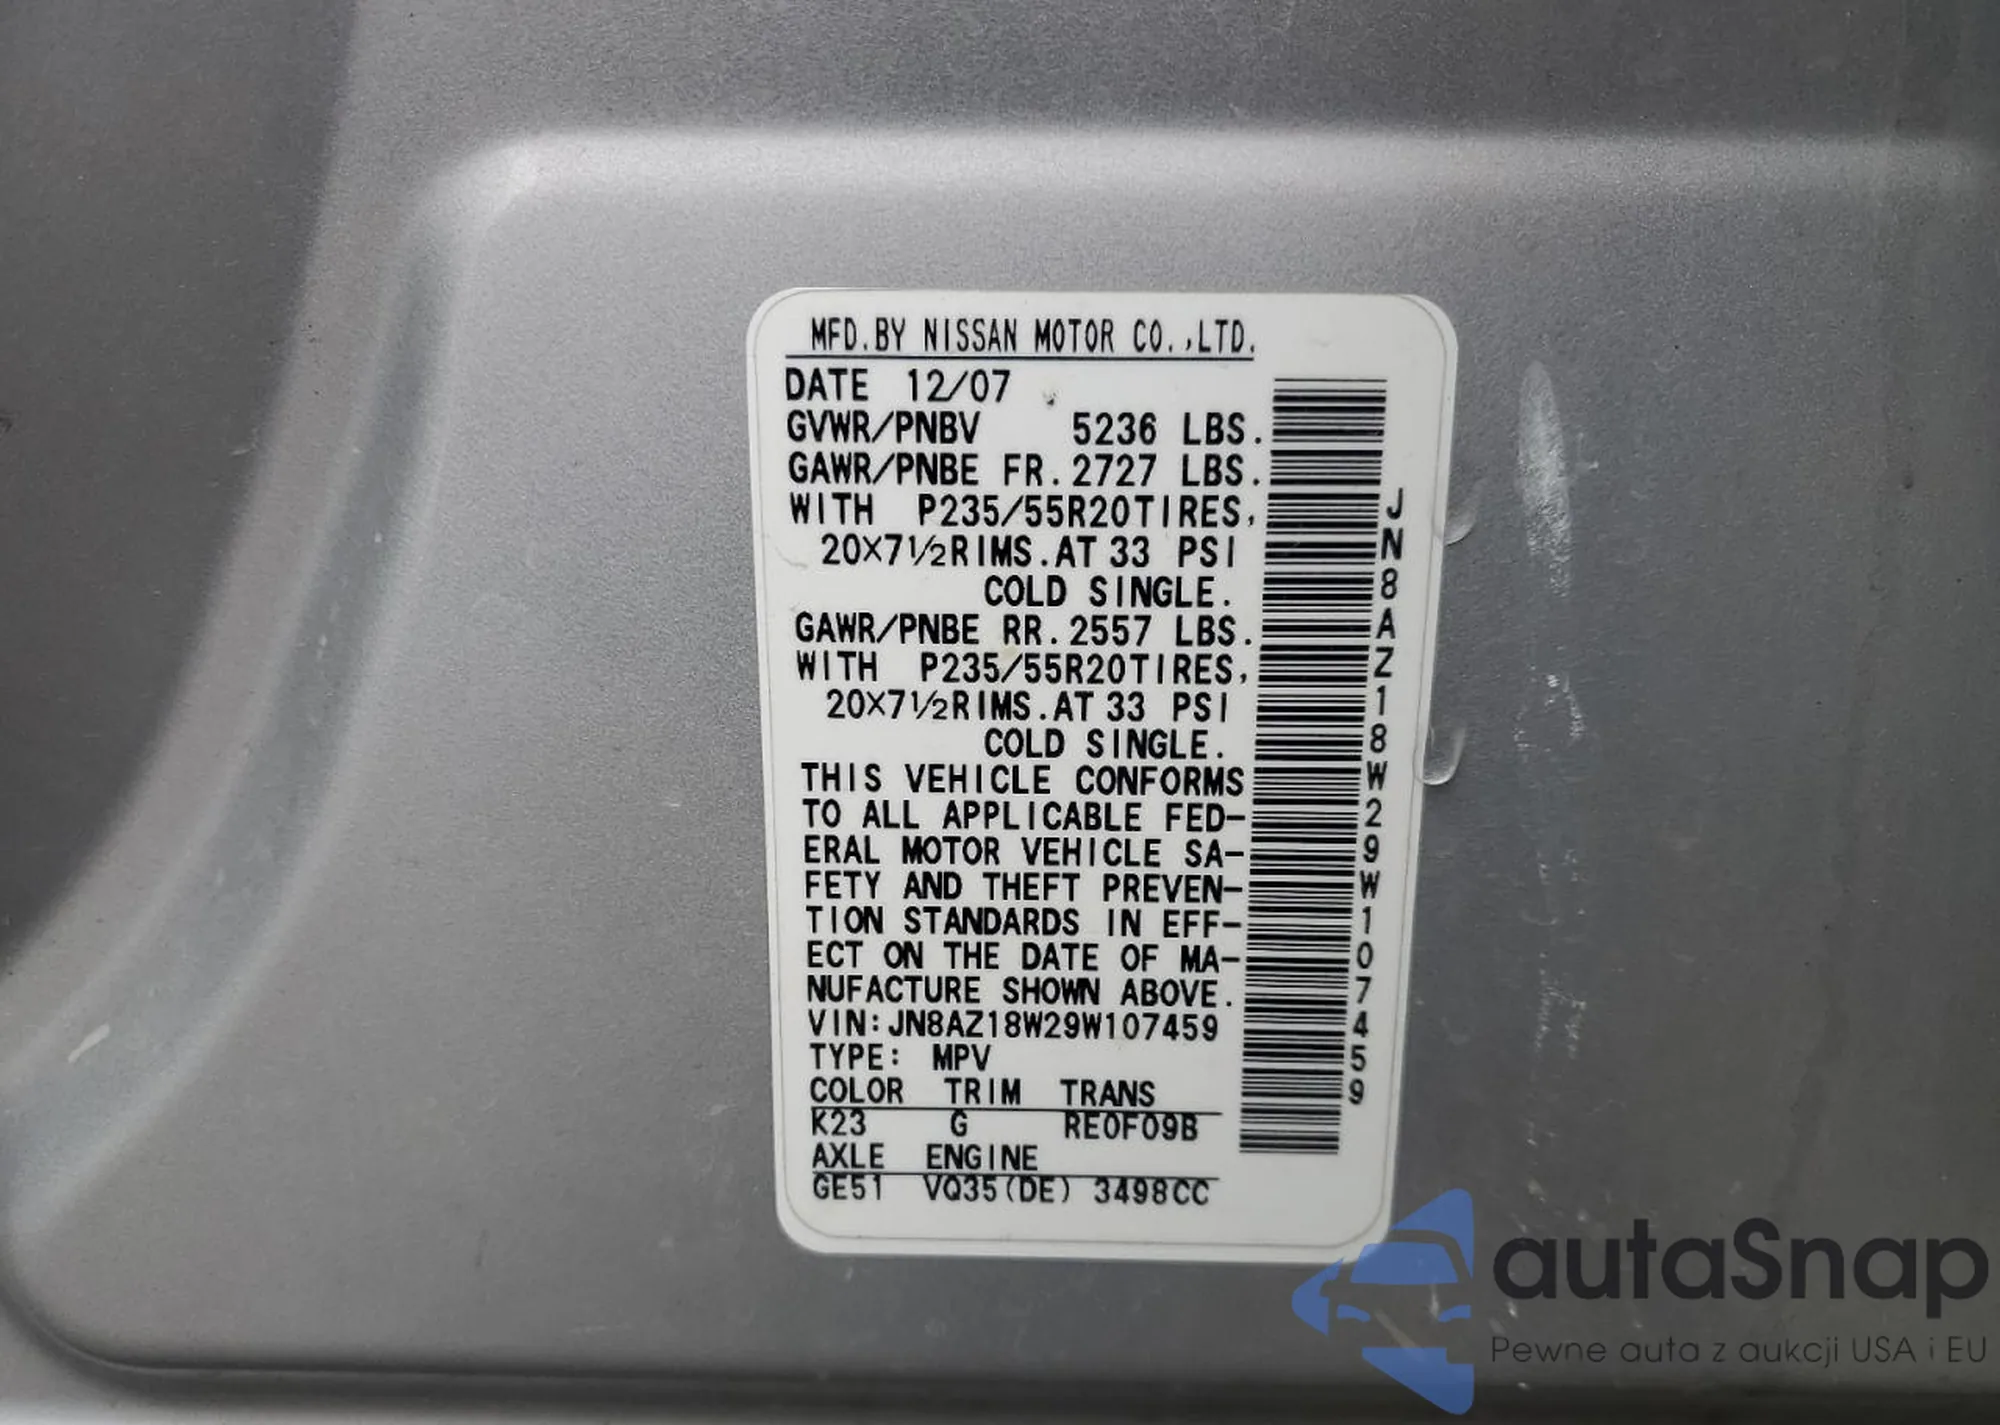 MFD.BY NISSAN MOTOR CO.,LTD.
DATE 12/07
GVWR/PNBV 5236 LBS.
GAWR/PNBE FR.2727 LBS.
WITH P235/55R20TIRES,
20×7½RIMS.AT 33 PSI
COLD SINGLE.
GAWR/PNBE RR.2557 LBS.
WITH P235/55R20TIRES,
20×7½RIMS.AT 33 PSI
COLD SINGLE.
THIS VEHICLE CONFORMS
TO ALL APPLICABLE FED-
ERAL MOTOR VEHICLE SA-
FETY AND THEFT PREVEN-
TION STANDARDS IN EFF-
ECT ON THE DATE OF MA-
NUFACTURE SHOWN ABOVE.
VIN:JN8AZ18W29W107459
TYPE: MPV
COLOR TRIM TRANS
K23 G RE0F09B
AXLE ENGINE
GE51 VQ35(DE) 3498CC
JN8AZ18W29W107459
autaSnap
Pewne auta z aukcji USA i EU